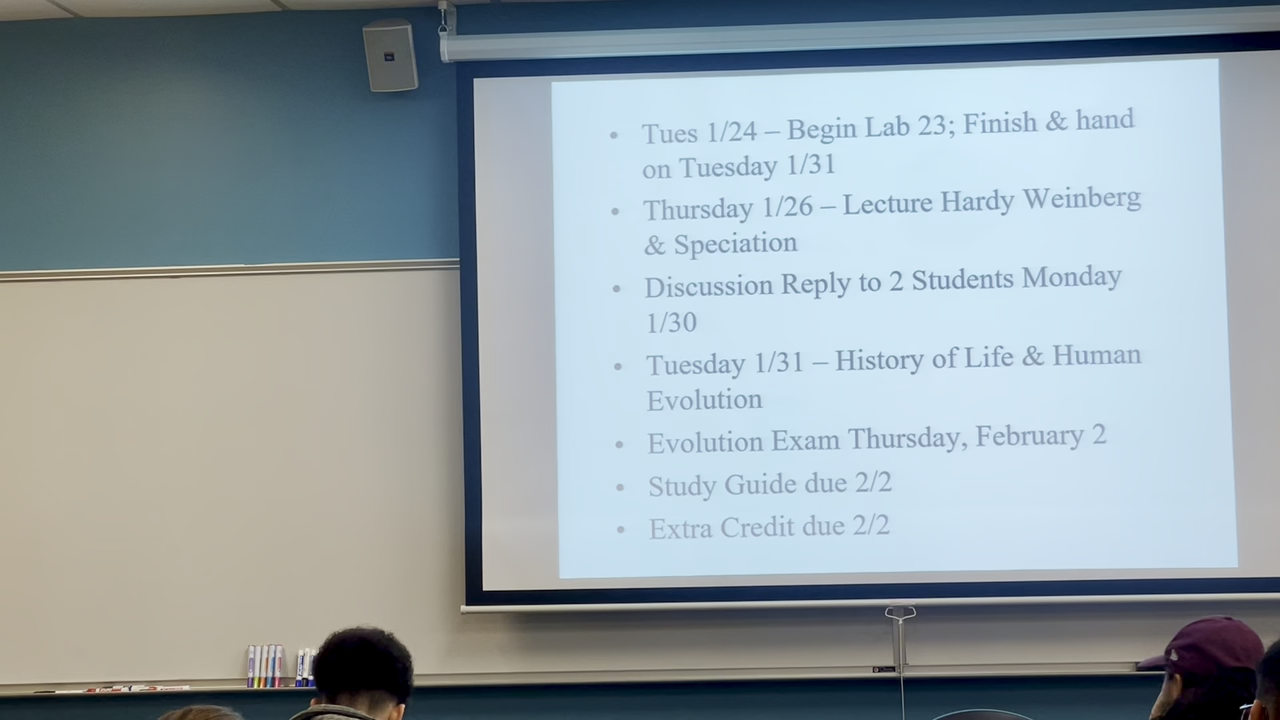 • Tues 1/24 – Begin Lab 23; Finish & hand
on Tuesday 1/31
• Thursday 1/26 – Lecture Hardy Weinberg
& Speciation
• Discussion Reply to 2 Students Monday
1/30
• Tuesday 1/31 – History of Life & Human
Evolution
• Evolution Exam Thursday, February 2
• Study Guide due 2/2
• Extra Credit due 2/2